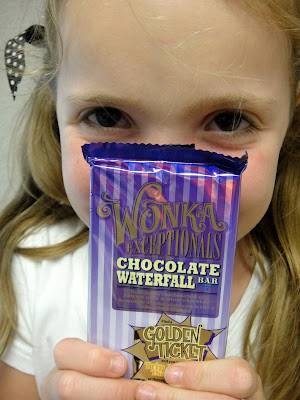 WONKA
EXCEPTIONALS
CHOCOLATE
WATERFALL BAR
GOLDEN
TICKET